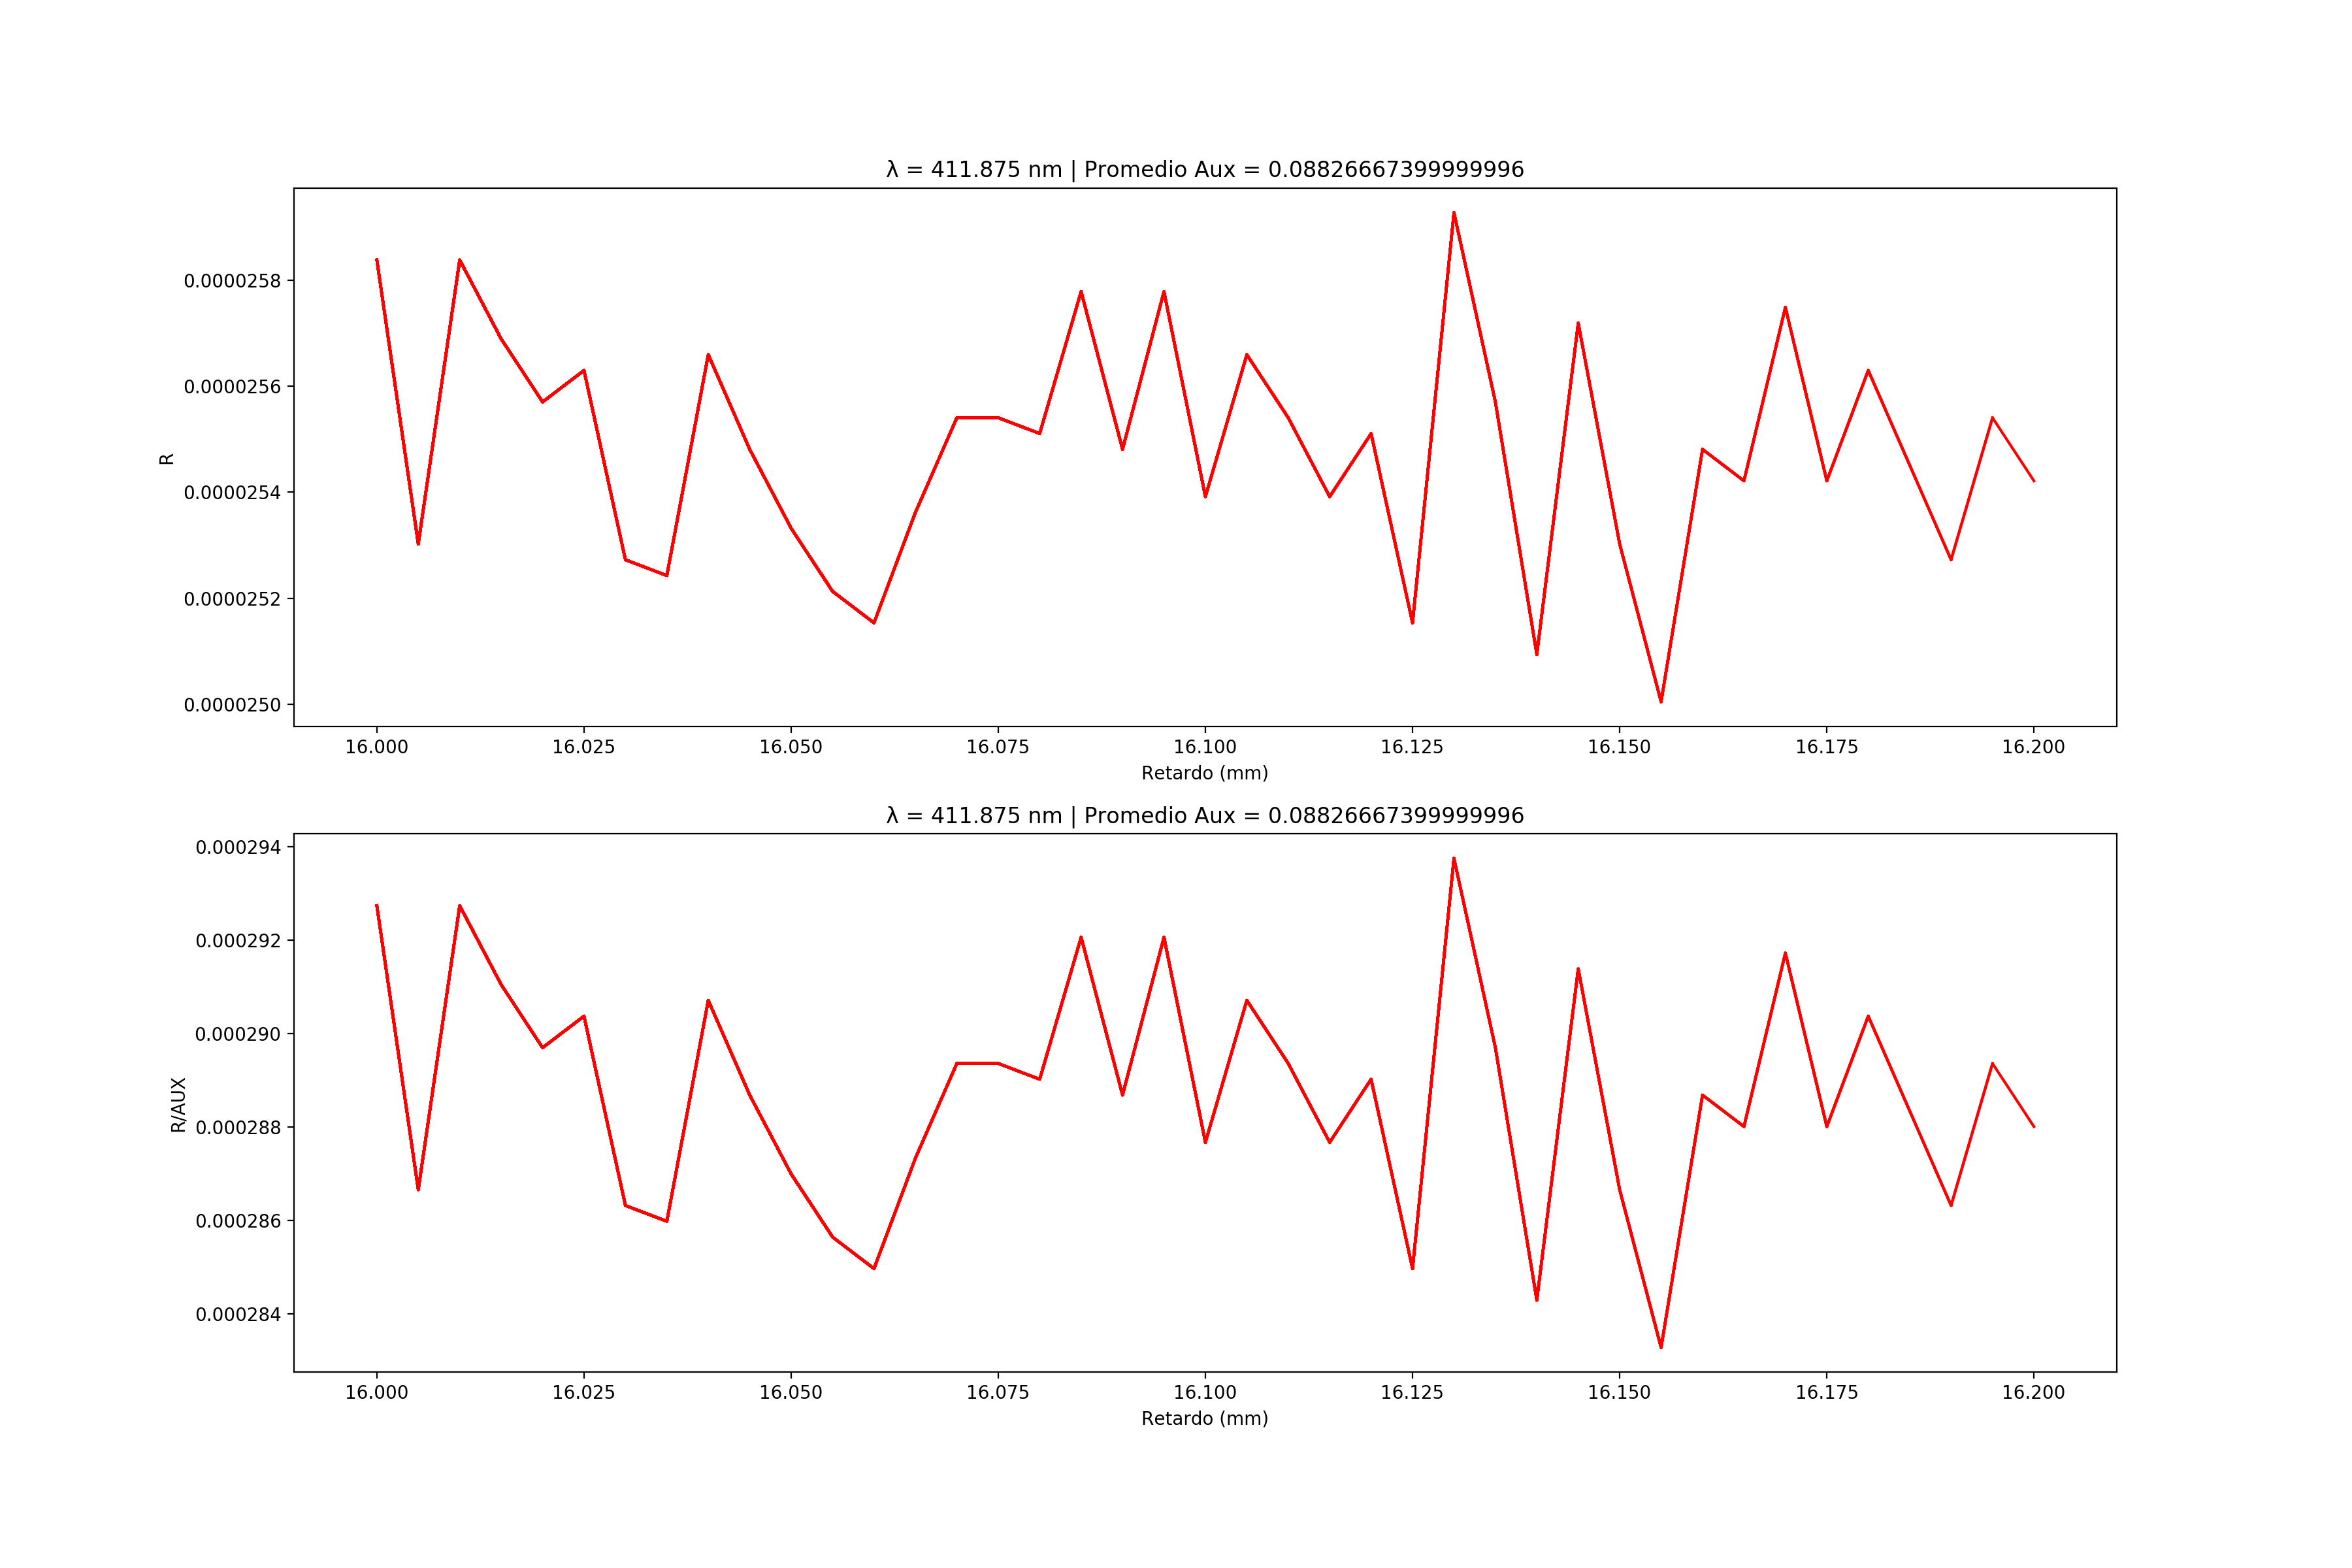 λ = 411.875 nm | Promedio Aux = 0.08826667399999996
0.0000258
0.0000256
0.0000254
0.0000252
0.0000250
R
16.000 16.025 16.050 16.075 16.100 16.125 16.150 16.175 16.200
Retardo (mm)
λ = 411.875 nm | Promedio Aux = 0.08826667399999996
0.000294
0.000292
0.000290
0.000288
0.000286
0.000284
R/AUX
16.000 16.025 16.050 16.075 16.100 16.125 16.150 16.175 16.200
Retardo (mm)